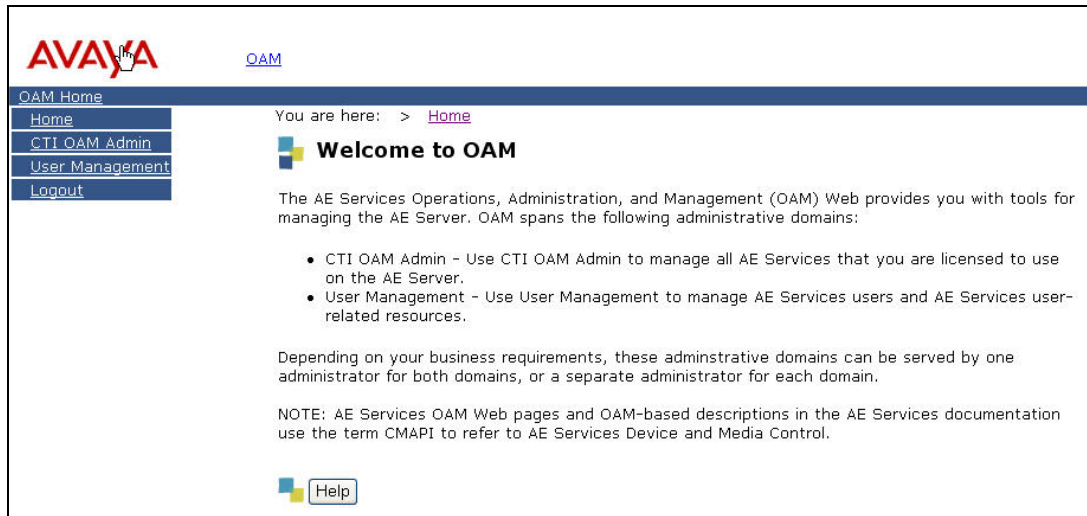 AVAYA
OAM
OAM Home
Home
CTI OAM Admin
User Management
Logout
You are here: > Home
Welcome to OAM
The AE Services Operations, Administration, and Management (OAM) Web provides you with tools for
managing the AE Server. OAM spans the following administrative domains:
• CTI OAM Admin - Use CTI OAM Admin to manage all AE Services that you are licensed to use
on the AE Server.
• User Management - Use User Management to manage AE Services users and AE Services user-
related resources.
Depending on your business requirements, these adminstrative domains can be served by one
administrator for both domains, or a separate administrator for each domain.
NOTE: AE Services OAM Web pages and OAM-based descriptions in the AE Services documentation
use the term CMAPI to refer to AE Services Device and Media Control.
Help